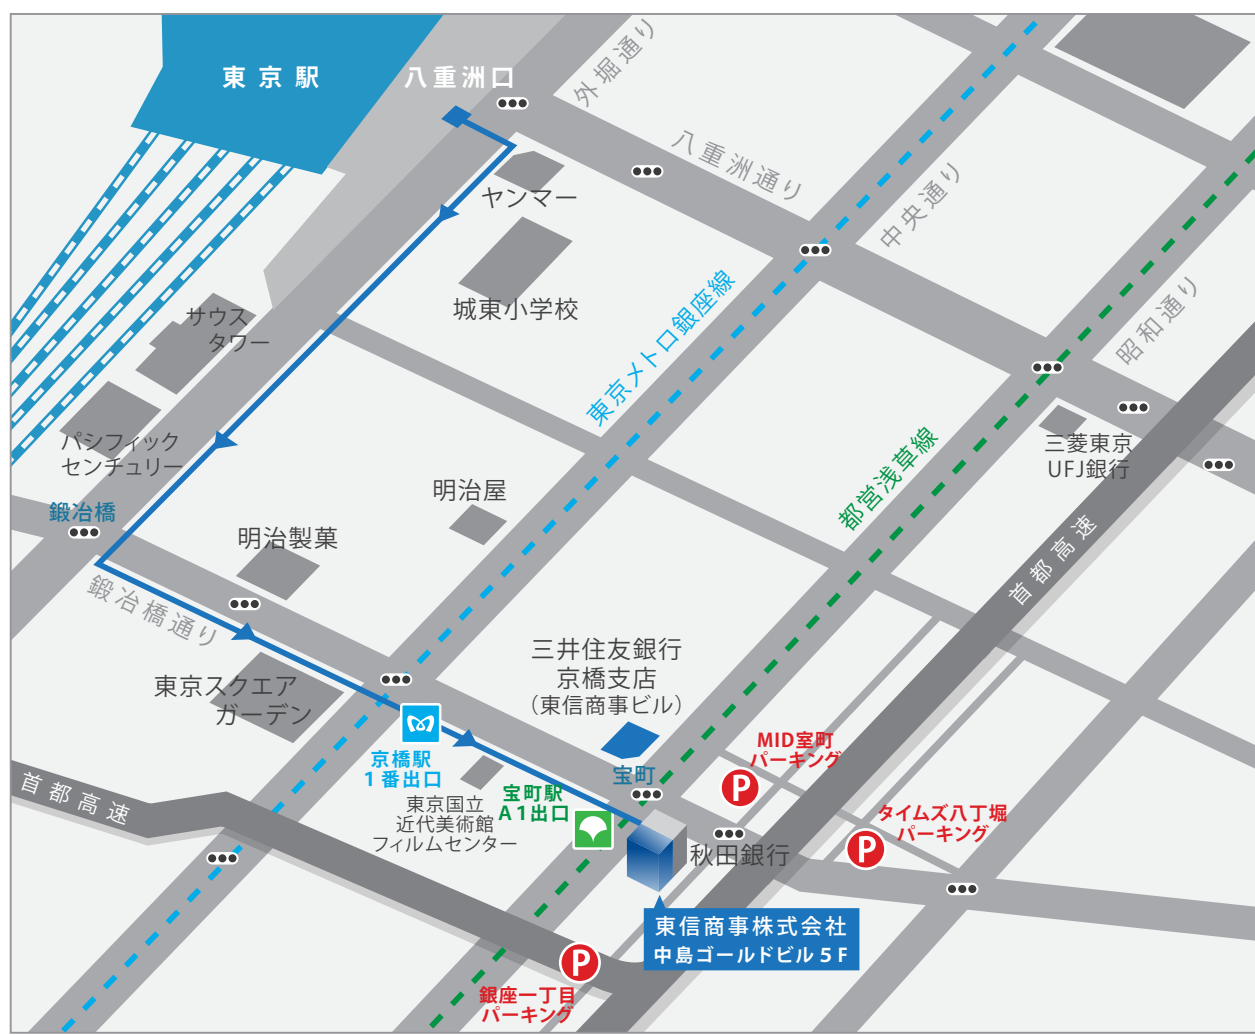 東京駅
八重洲口
外堀通り
八重洲通り
ヤンマー
中央通り
城東小学校
昭和通り
サウス
タワー
東京メトロ銀座線
パシフィック
センチュリー
三菱東京
UFJ銀行
都営浅草線
明治屋
鍛冶橋
明治製菓
首都高速
鍛冶橋通り
三井住友銀行
京橋支店
（東信商事ビル）
東京スクエア
ガーデン
MID室町
パーキング
京橋駅
1番出口
宝町
宝町駅
A1出口
首都高速
東京国立
近代美術館
フィルムセンター
P
タイムズ八丁堀
パーキング
P
秋田銀行
東信商事株式会社
中島ゴールドビル5F
P
銀座一丁目
パーキング